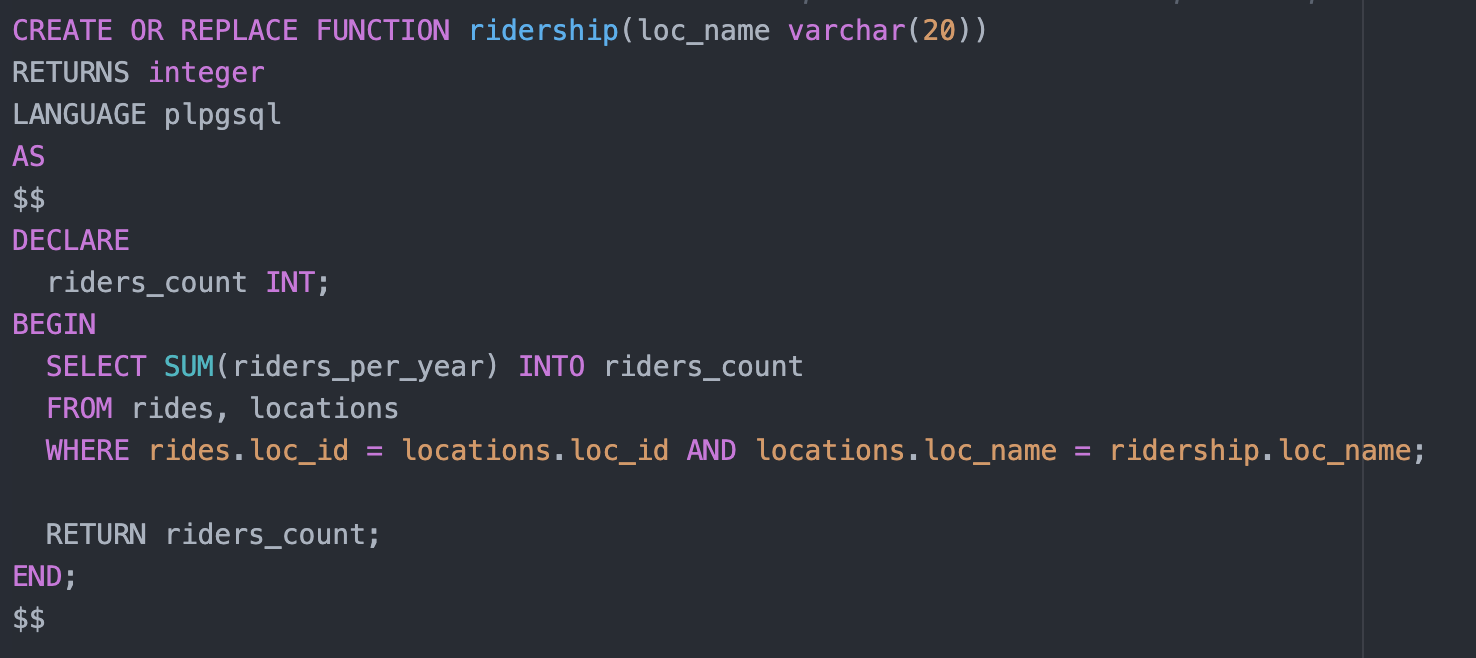 CREATE OR REPLACE FUNCTION ridership(loc_name varchar(20))
RETURNS integer
LANGUAGE plpgsql
AS
$$
DECLARE
  riders_count INT;
BEGIN
  SELECT SUM(riders_per_year) INTO riders_count
  FROM rides, locations
  WHERE rides.loc_id = locations.loc_id AND locations.loc_name = ridership.loc_name;

  RETURN riders_count;
END;
$$